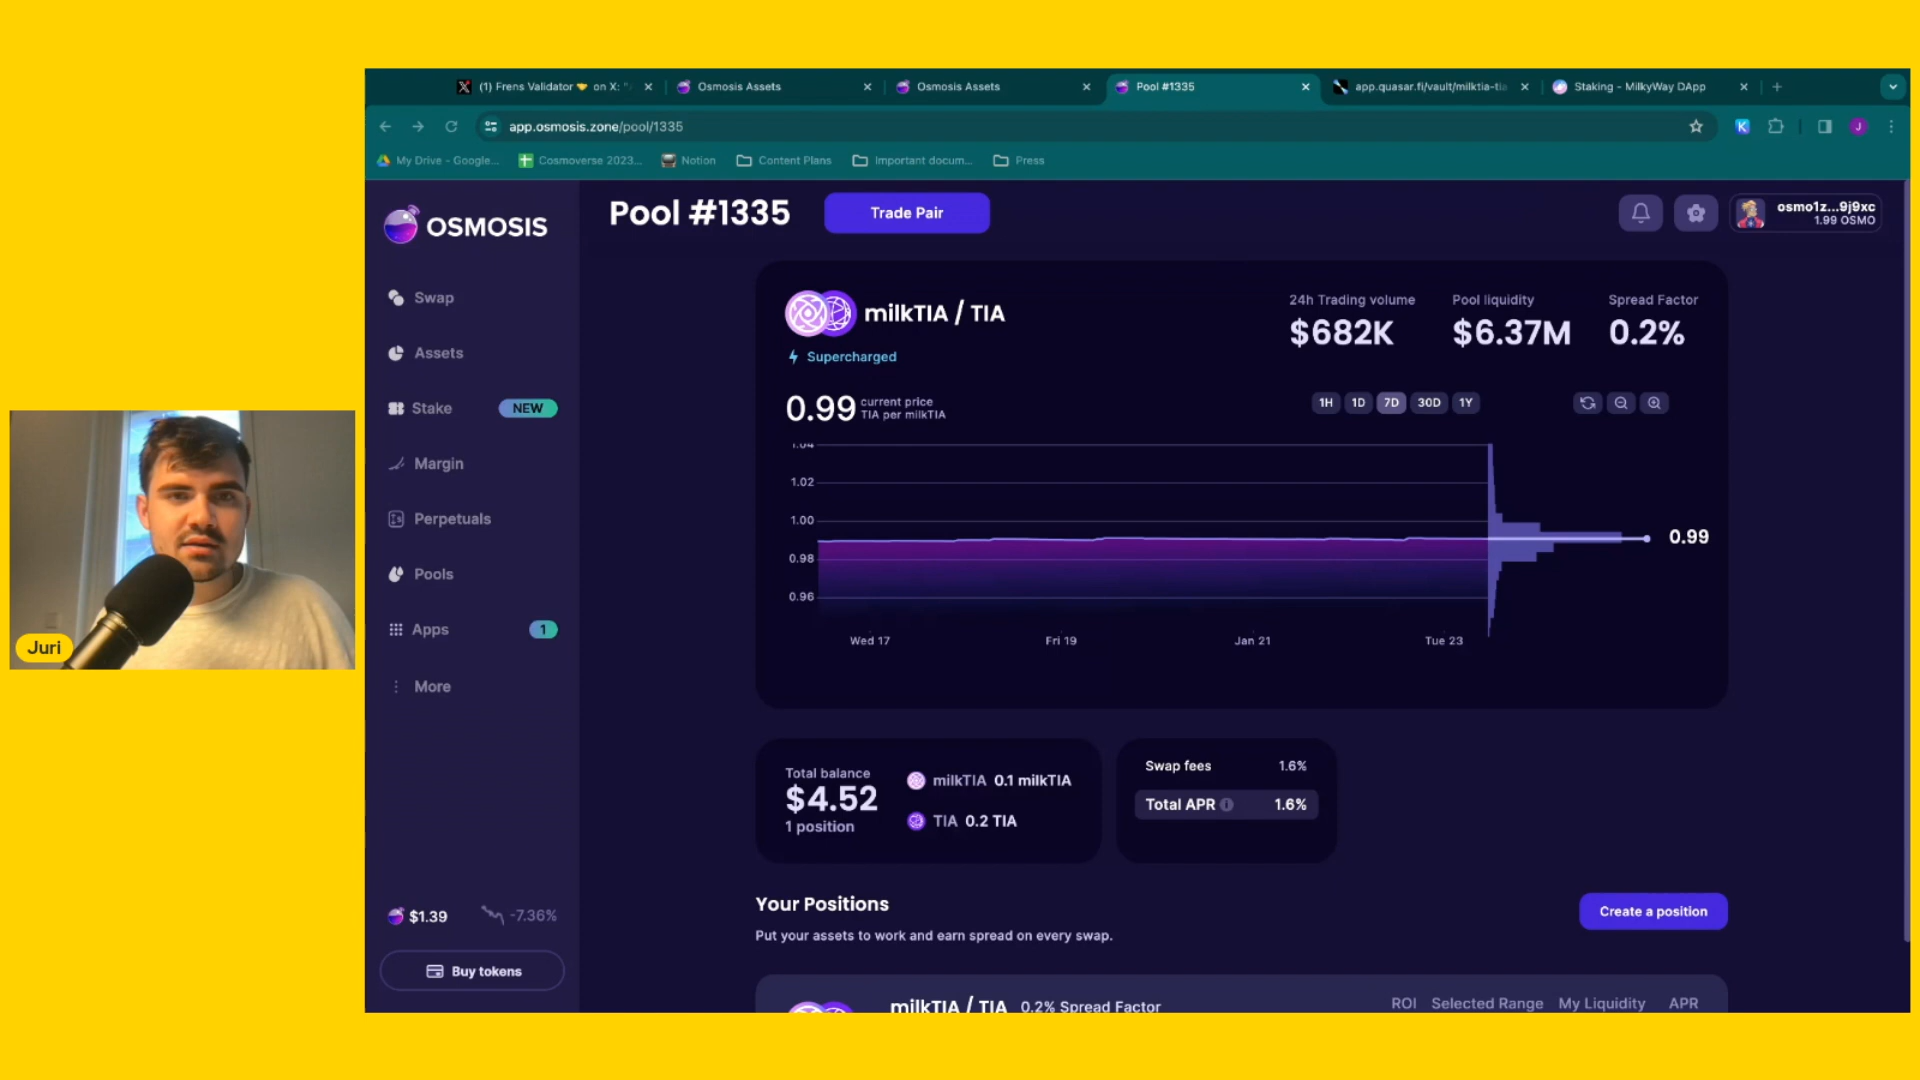 (1) Frens Validator 🤝 on X: "
Osmosis Assets
Osmosis Assets
Pool #1335
app.quasar.fi/vault/milktia-tia
Staking - MilkyWay DApp
app.osmosis.zone/pool/1335
K
J
My Drive - Google...
Cosmoverse 2023...
Notion
Content Plans
Important docum...
Press
OSMOSIS
Pool #1335
Trade Pair
osmo1z...9j9xc
1.99 OSMO
Swap
Assets
Stake
NEW
Margin
Perpetuals
Pools
Apps
1
More
$1.39
-7.36%
Buy tokens
milkTIA / TIA
Supercharged
24h Trading volume
$682K
Pool liquidity
$6.37M
Spread Factor
0.2%
0.99
current price
TIA per milkTIA
1H
1D
7D
30D
1Y
1.04
1.02
1.00
0.98
0.96
0.99
Wed 17
Fri 19
Jan 21
Tue 23
Total balance
$4.52
1 position
milkTIA 0.1 milkTIA
TIA 0.2 TIA
Swap fees
1.6%
Total APR
1.6%
Your Positions
Put your assets to work and earn spread on every swap.
Create a position
milkTIA / TIA
0.2% Spread Factor
ROI
Selected Range
My Liquidity
APR
Juri